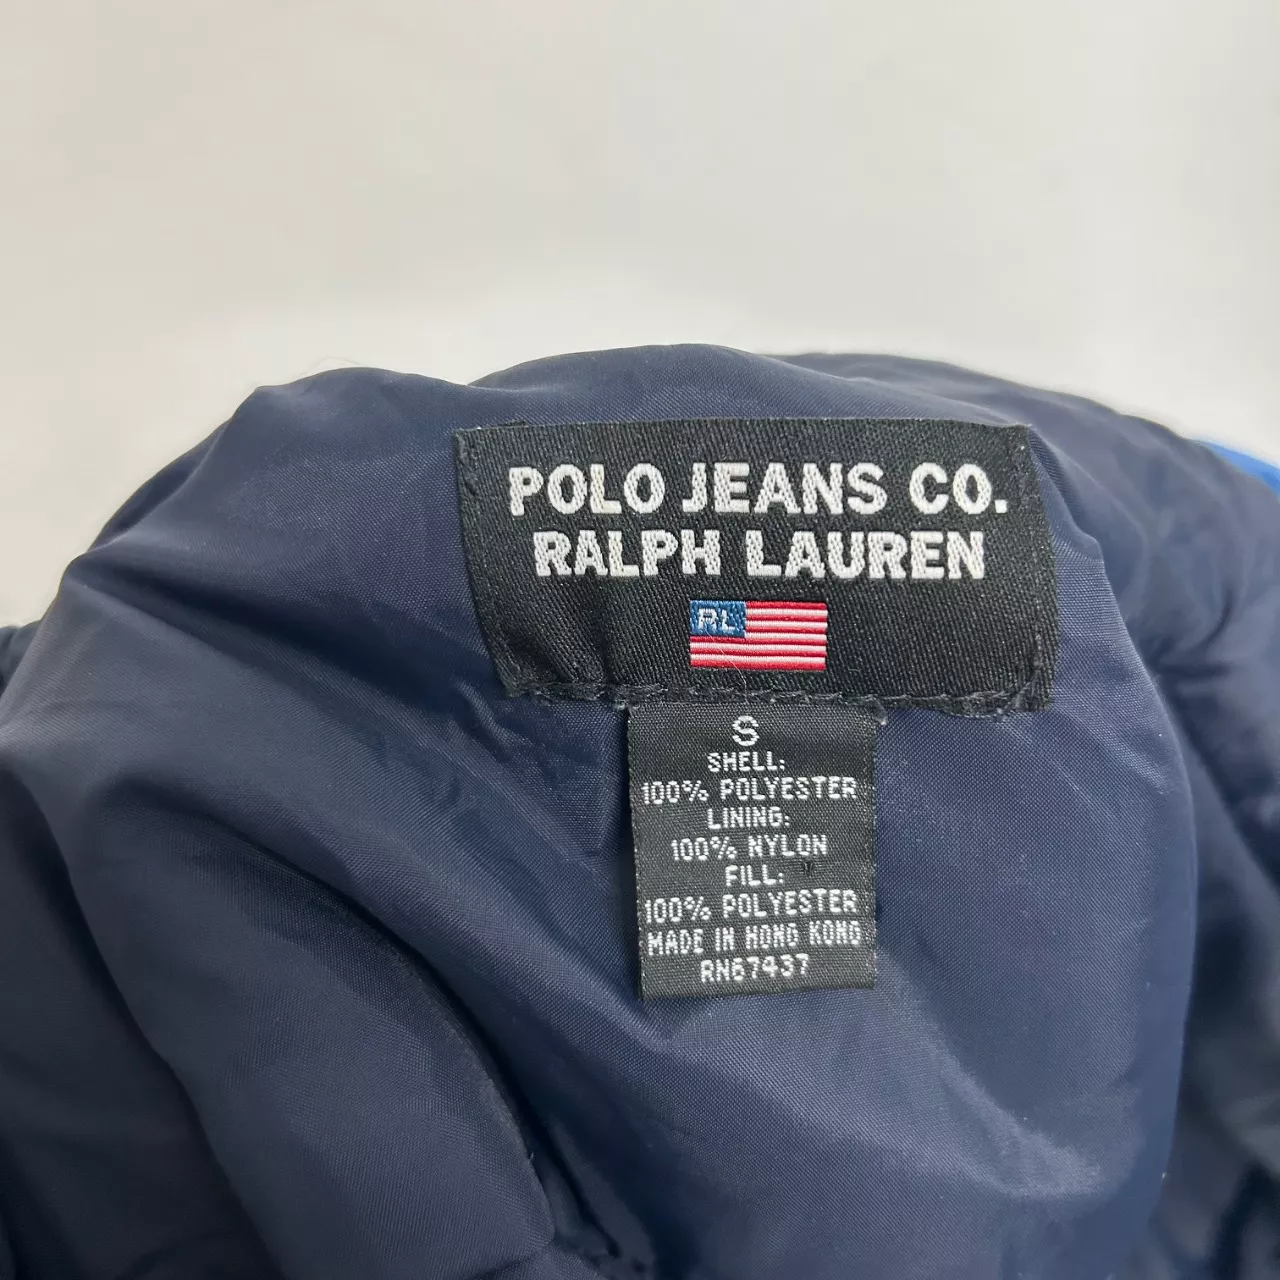 POLO JEANS CO.
RALPH LAUREN
RL
S
SHELL:
100% POLYESTER
LINING:
100% NYLON
FILL:
100% POLYESTER
MADE IN HONG KONG
RN67437